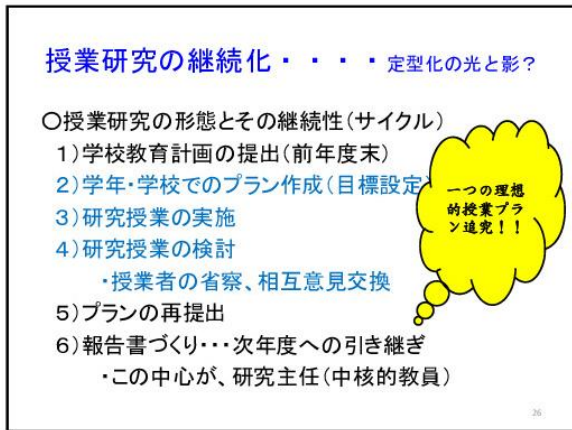 授業研究の継続化・・・・定型化の光と影?
○授業研究の形態とその継続性(サイクル)
1)学校教育計画の提出(前年度末)
2)学年・学校でのプラン作成(目標設定)
3)研究授業の実施
4)研究授業の検討
・授業者の省察、相互意見交換
5)プランの再提出
6)報告書づくり・・・次年度への引き継ぎ
・この中心が、研究主任(中核的教員)
一つの理想
的授業プラ
ン追究!!
26